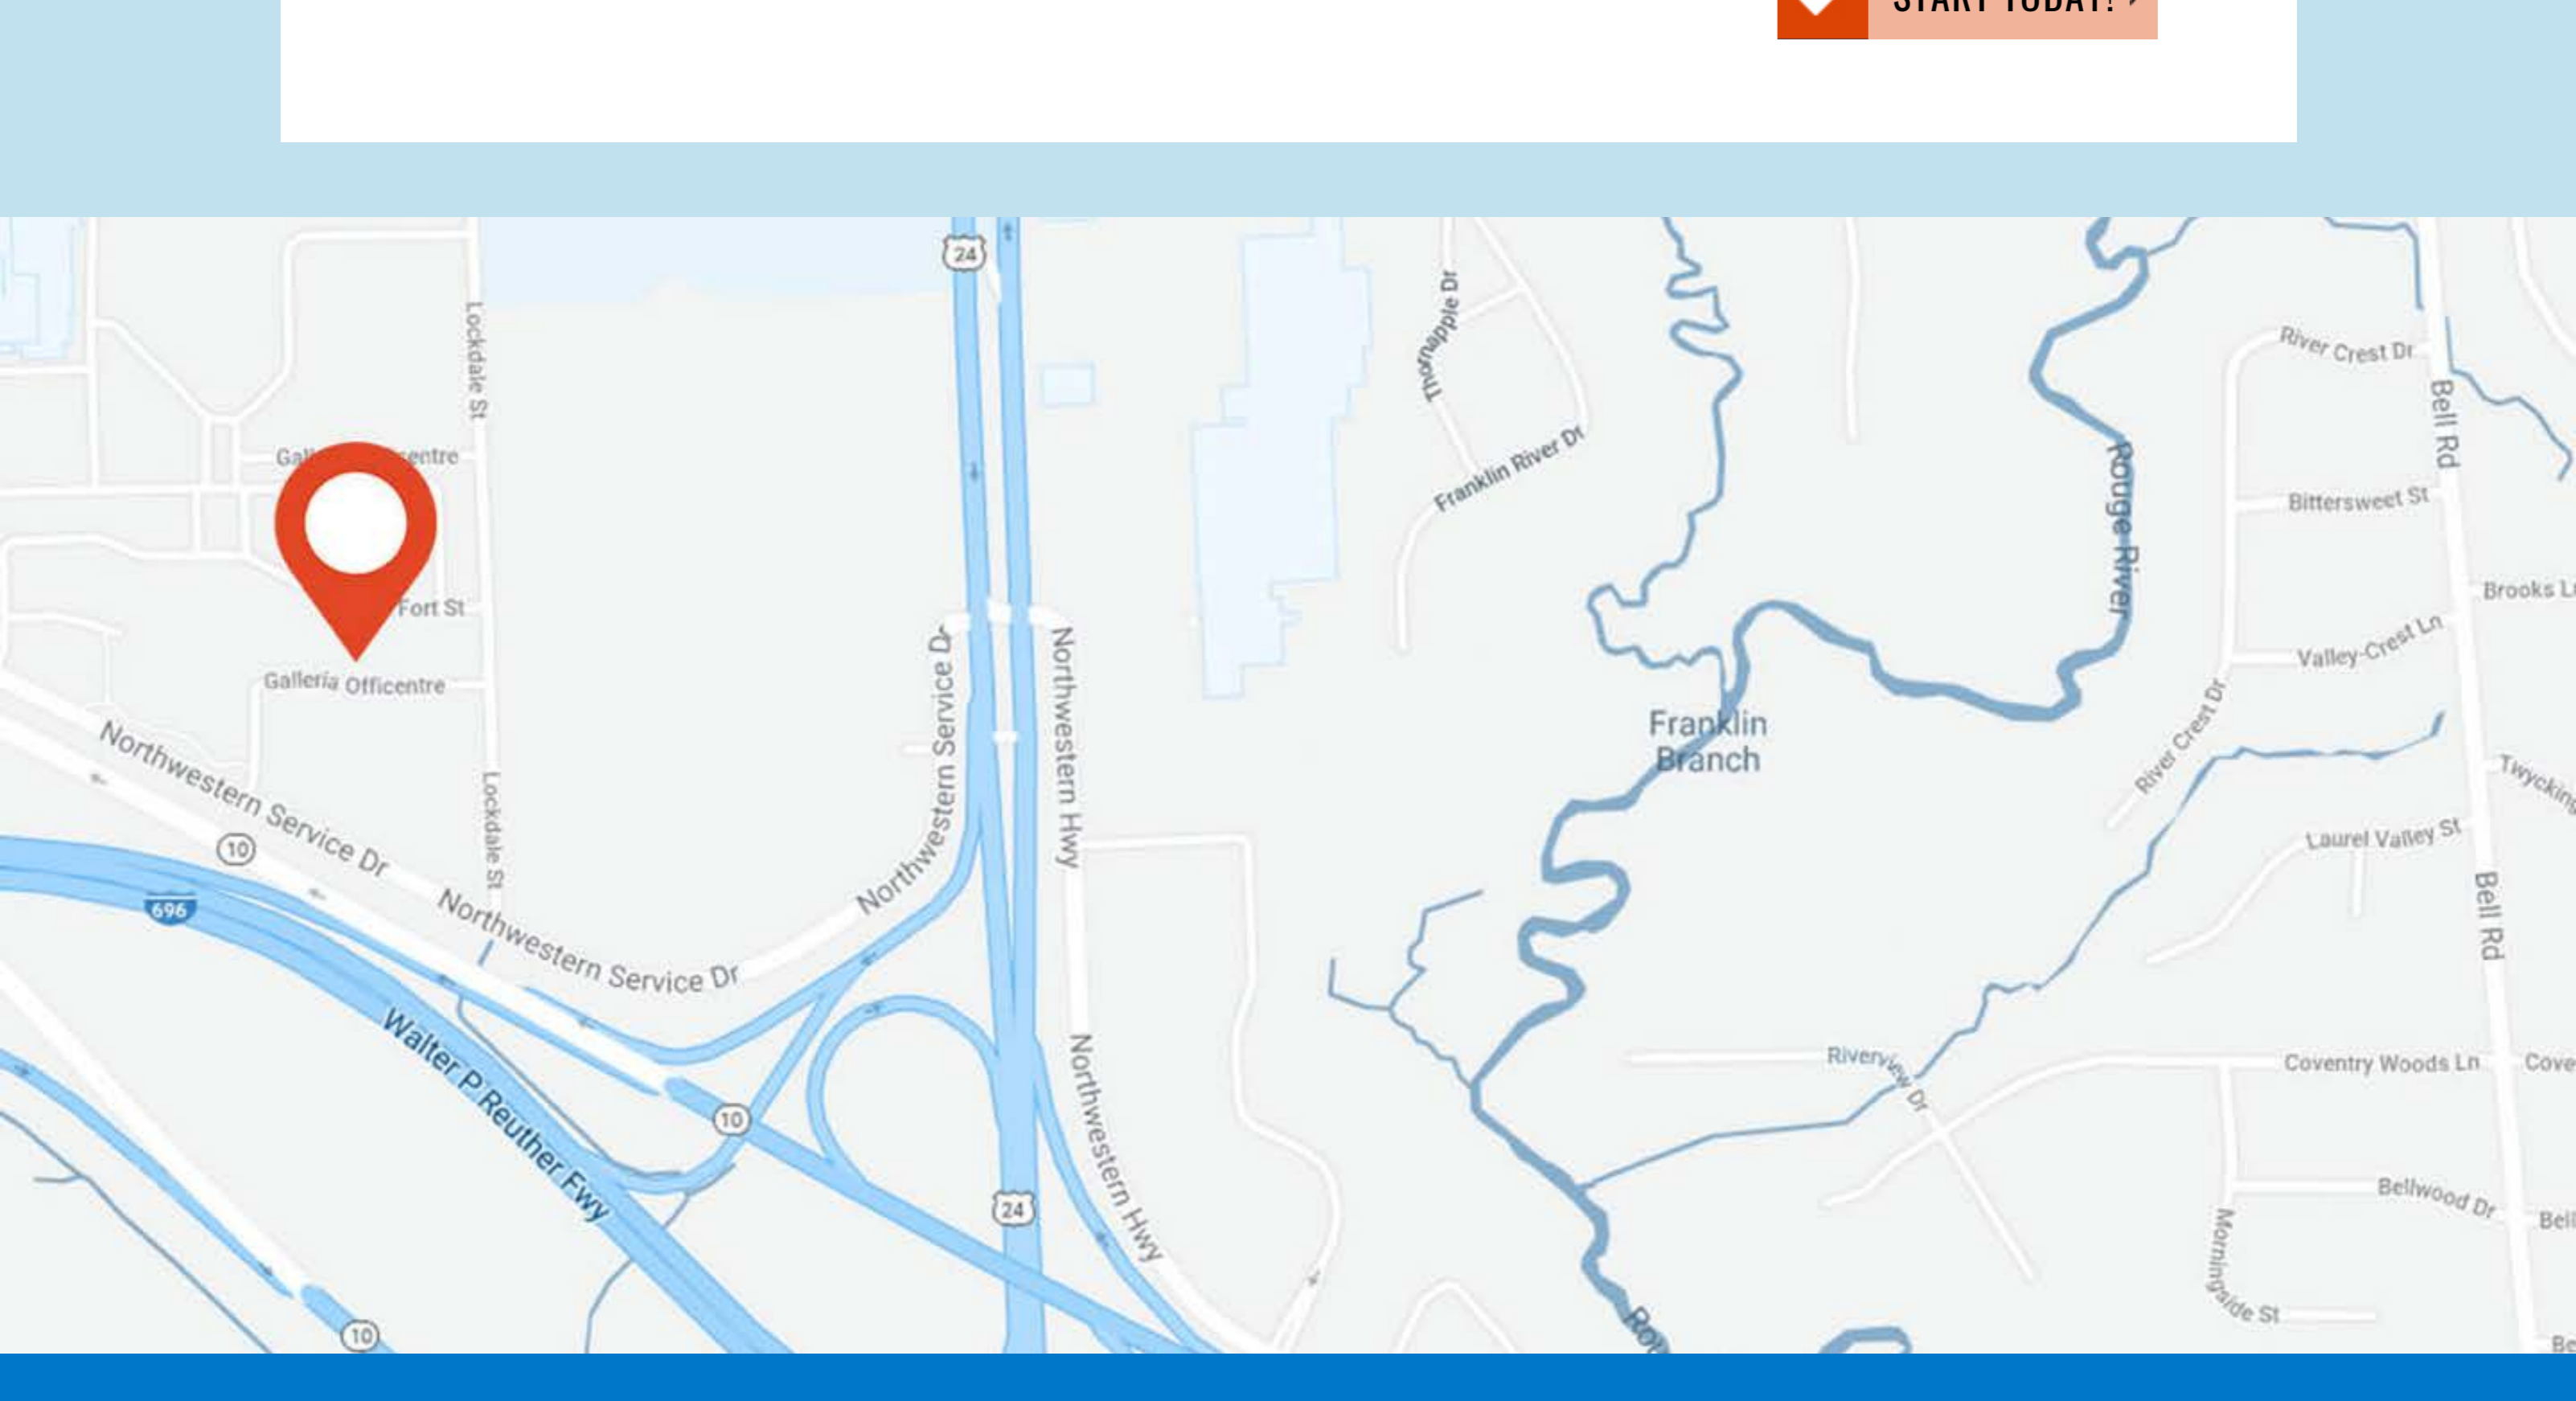 START TODAY!
24
Lockdale St
Thornapple Dr
River Crest Dr
Bell Rd
Franklin River Dr
Rouge River
Bittersweet St
Fort St
Brooks
Northwestern Service Dr
Northwestern Hwy
Valley-Crest Ln
Galleria Officentre
River Crest Dr
Franklin
Branch
Northwestern Service Dr
Lockdale St
Laurel Valley St
10
696
Northwestern Service Dr
Bell Rd
Walter P. Reuther Fwy
Northwestern Hwy
Riverview Dr
Coventry Woods Ln
10
24
Bellwood Dr
Morningside St
10